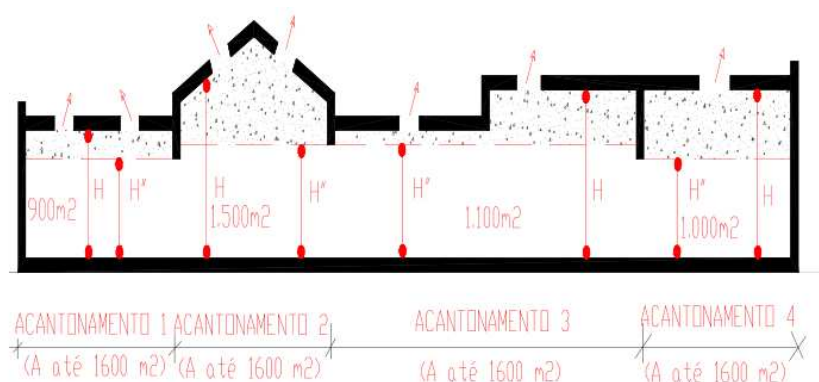 A A
A A A A
900m2 H H" H 1.500m2 H" H" 1.100m2 H H" 1.000m2 H
ACANTONAMENTO 1 ACANTONAMENTO 2 ACANTONAMENTO 3 ACANTONAMENTO 4
(A até 1600 m2) (A até 1600 m2) (A até 1600 m2) (A até 1600 m2)